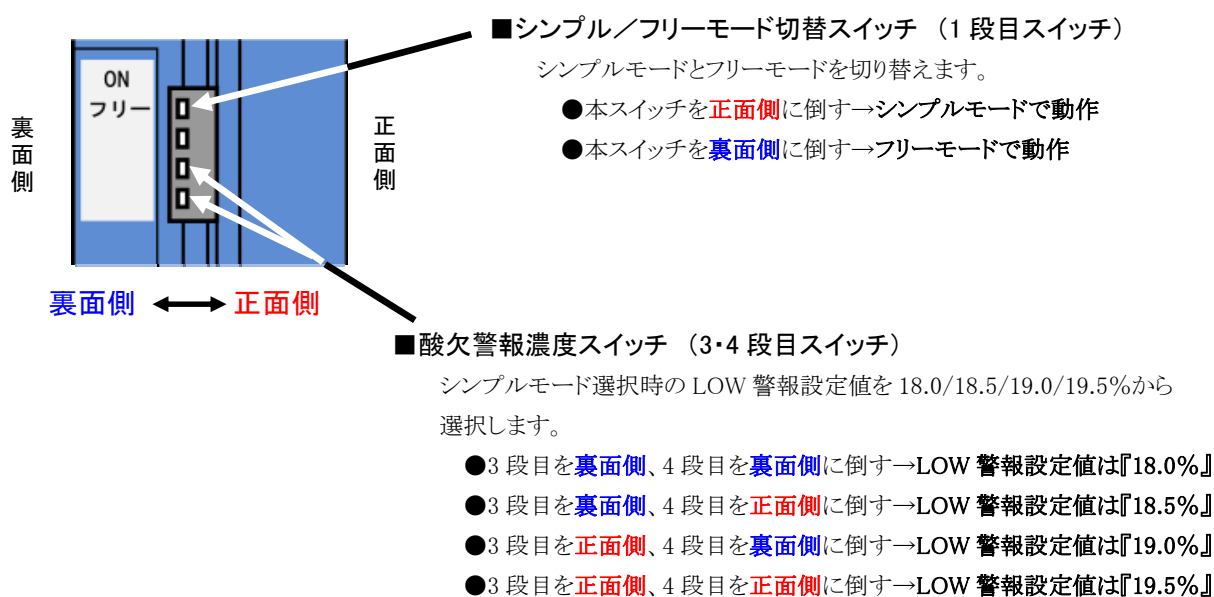 ■シンプル／フリーモード切替スイッチ （1 段目スイッチ）
シンプルモードとフリーモードを切り替えます。
●本スイッチを正面側に倒す→シンプルモードで動作
●本スイッチを裏面側に倒す→フリーモードで動作
ON
フリー
裏面側
正面側
裏面側
正面側
■酸欠警報濃度スイッチ （3・4 段目スイッチ）
シンプルモード選択時の LOW 警報設定値を 18.0/18.5/19.0/19.5%から
選択します。
●3 段目を裏面側、4 段目を裏面側に倒す→LOW 警報設定値は『18.0%』
●3 段目を裏面側、4 段目を正面側に倒す→LOW 警報設定値は『18.5%』
●3 段目を正面側、4 段目を裏面側に倒す→LOW 警報設定値は『19.0%』
●3 段目を正面側、4 段目を正面側に倒す→LOW 警報設定値は『19.5%』